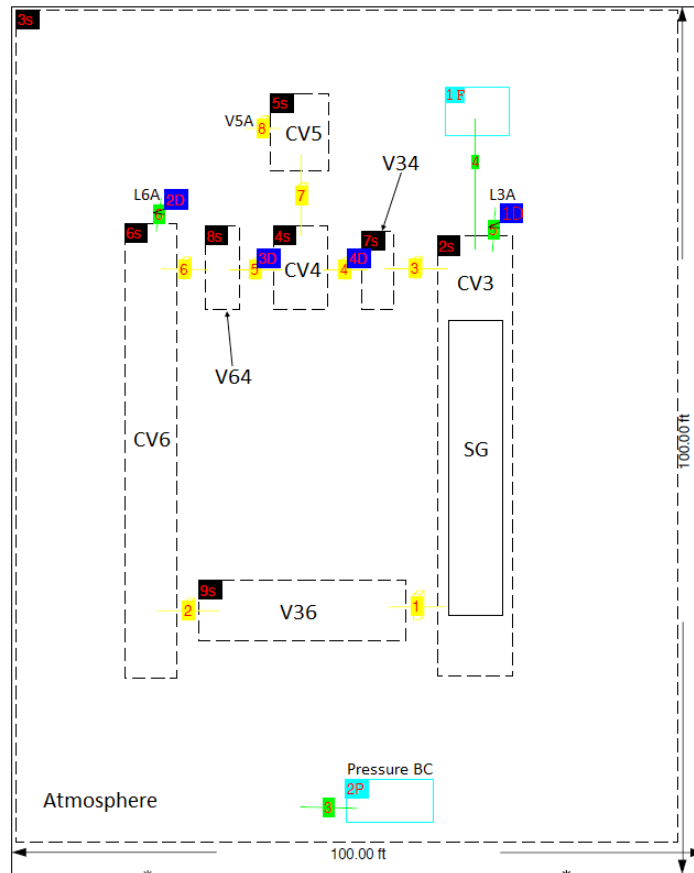 3s
5s
CV5
V5A
8
1F
4
7
V34
L6A
2D
6
L3A
1D
6s
8s
4s
7s
2s
6
5
3D
CV4
4
4D
3
CV3
V64
CV6
SG
100.00 ft
9s
2
V36
1
Pressure BC
2P
3
Atmosphere
100.00 ft